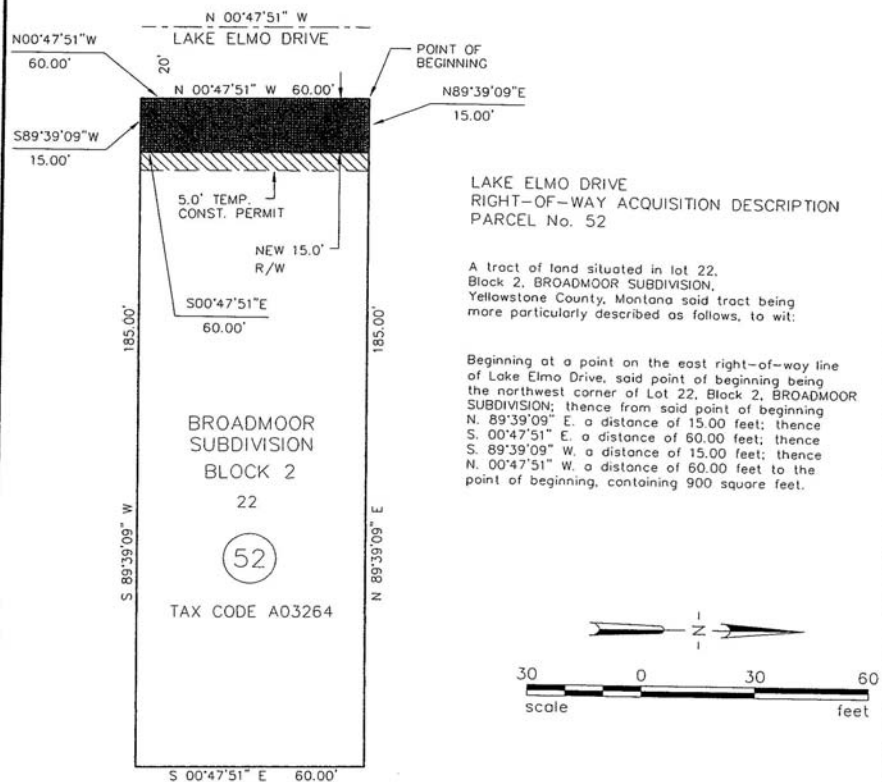 N 00°47'51" W
LAKE ELMO DRIVE
N00°47'51"W
60.00'
20'
POINT OF
BEGINNING
N 00°47'51" W 60.00'
N89°39'09"E
15.00'
S89°39'09"W
15.00'
5.0' TEMP.
CONST. PERMIT
NEW 15.0'
R/W
S00°47'51"E
60.00'
185.00'
185.00'
BROADMOOR
SUBDIVISION
BLOCK 2
22
52
TAX CODE A03264
S 89°39'09" W
N 89°39'09" E
S 00°47'51" E 60.00'
LAKE ELMO DRIVE
RIGHT-OF-WAY ACQUISITION DESCRIPTION
PARCEL No. 52
A tract of land situated in lot 22,
Block 2, BROADMOOR SUBDIVISION,
Yellowstone County, Montana said tract being
more particularly described as follows, to wit:
Beginning at a point on the east right-of-way line
of Lake Elmo Drive, said point of beginning being
the northwest corner of Lot 22, Block 2, BROADMOOR
SUBDIVISION; thence from said point of beginning
N. 89°39'09" E. a distance of 15.00 feet; thence
S. 00°47'51" E. a distance of 60.00 feet; thence
S. 89°39'09" W. a distance of 15.00 feet; thence
N. 00°47'51" W. a distance of 60.00 feet to the
point of beginning, containing 900 square feet.
N
30 0 30 60
scale feet